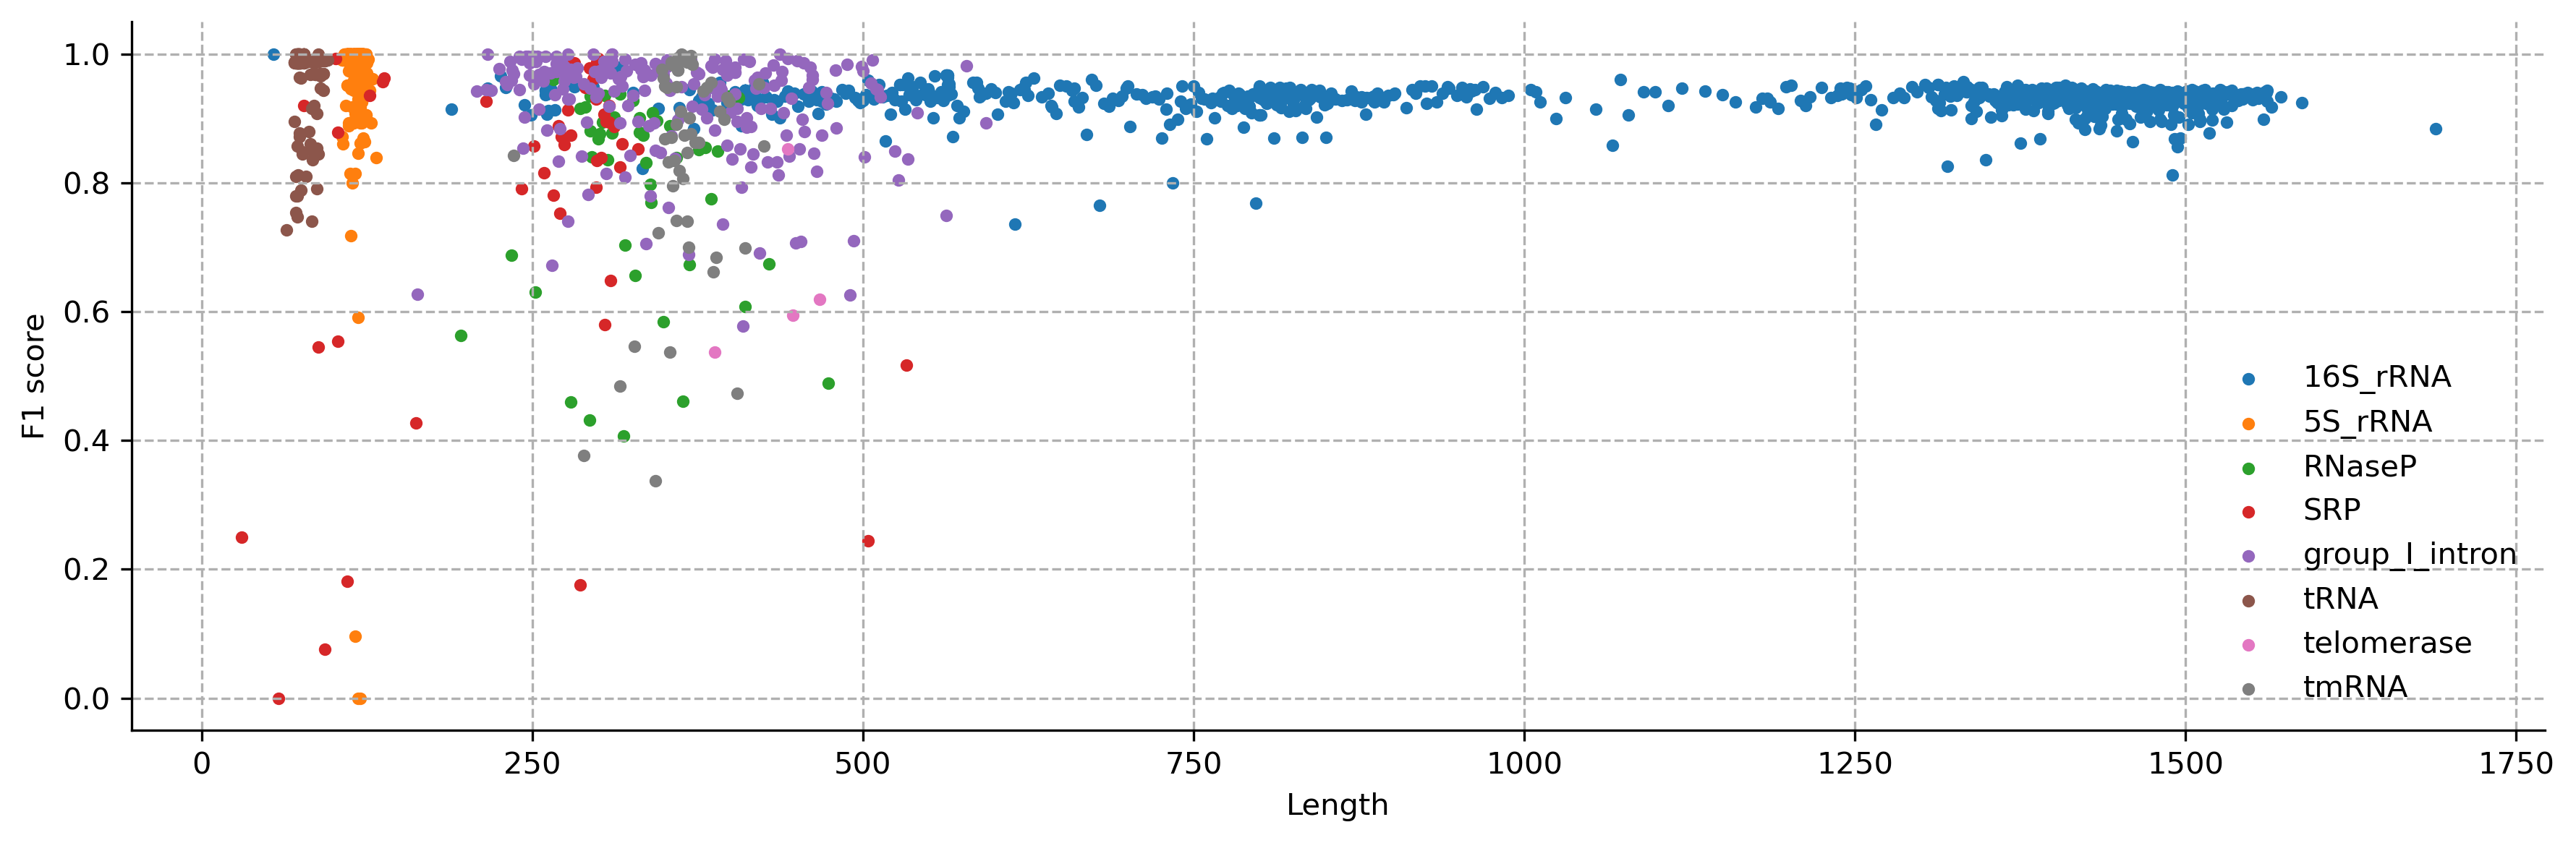 1.0
0.8
0.6
0.4
0.2
0.0
F1 score
0 250 500 750 1000 1250 1500 1750
Length
16S_rRNA
5S_rRNA
RNaseP
SRP
group_I_intron
tRNA
telomerase
tmRNA